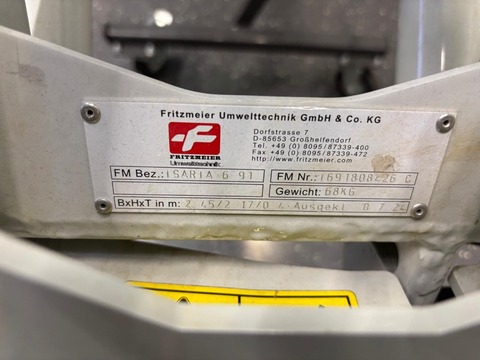 Fritzmeier Umwelttechnik GmbH & Co. KG
Dorfstrasse 7
D-85653 Großhelfendorf
Tel. +49 (0) 8095/87339-400
Fax +49 (0) 8095/87339-472
http://www.fritzmeier.com
FRITZMEIER
Umwelttechnik
FM Bez.: ISARIA 6 91
FM Nr.:
Gewicht: 68KG
BxHxT in m: